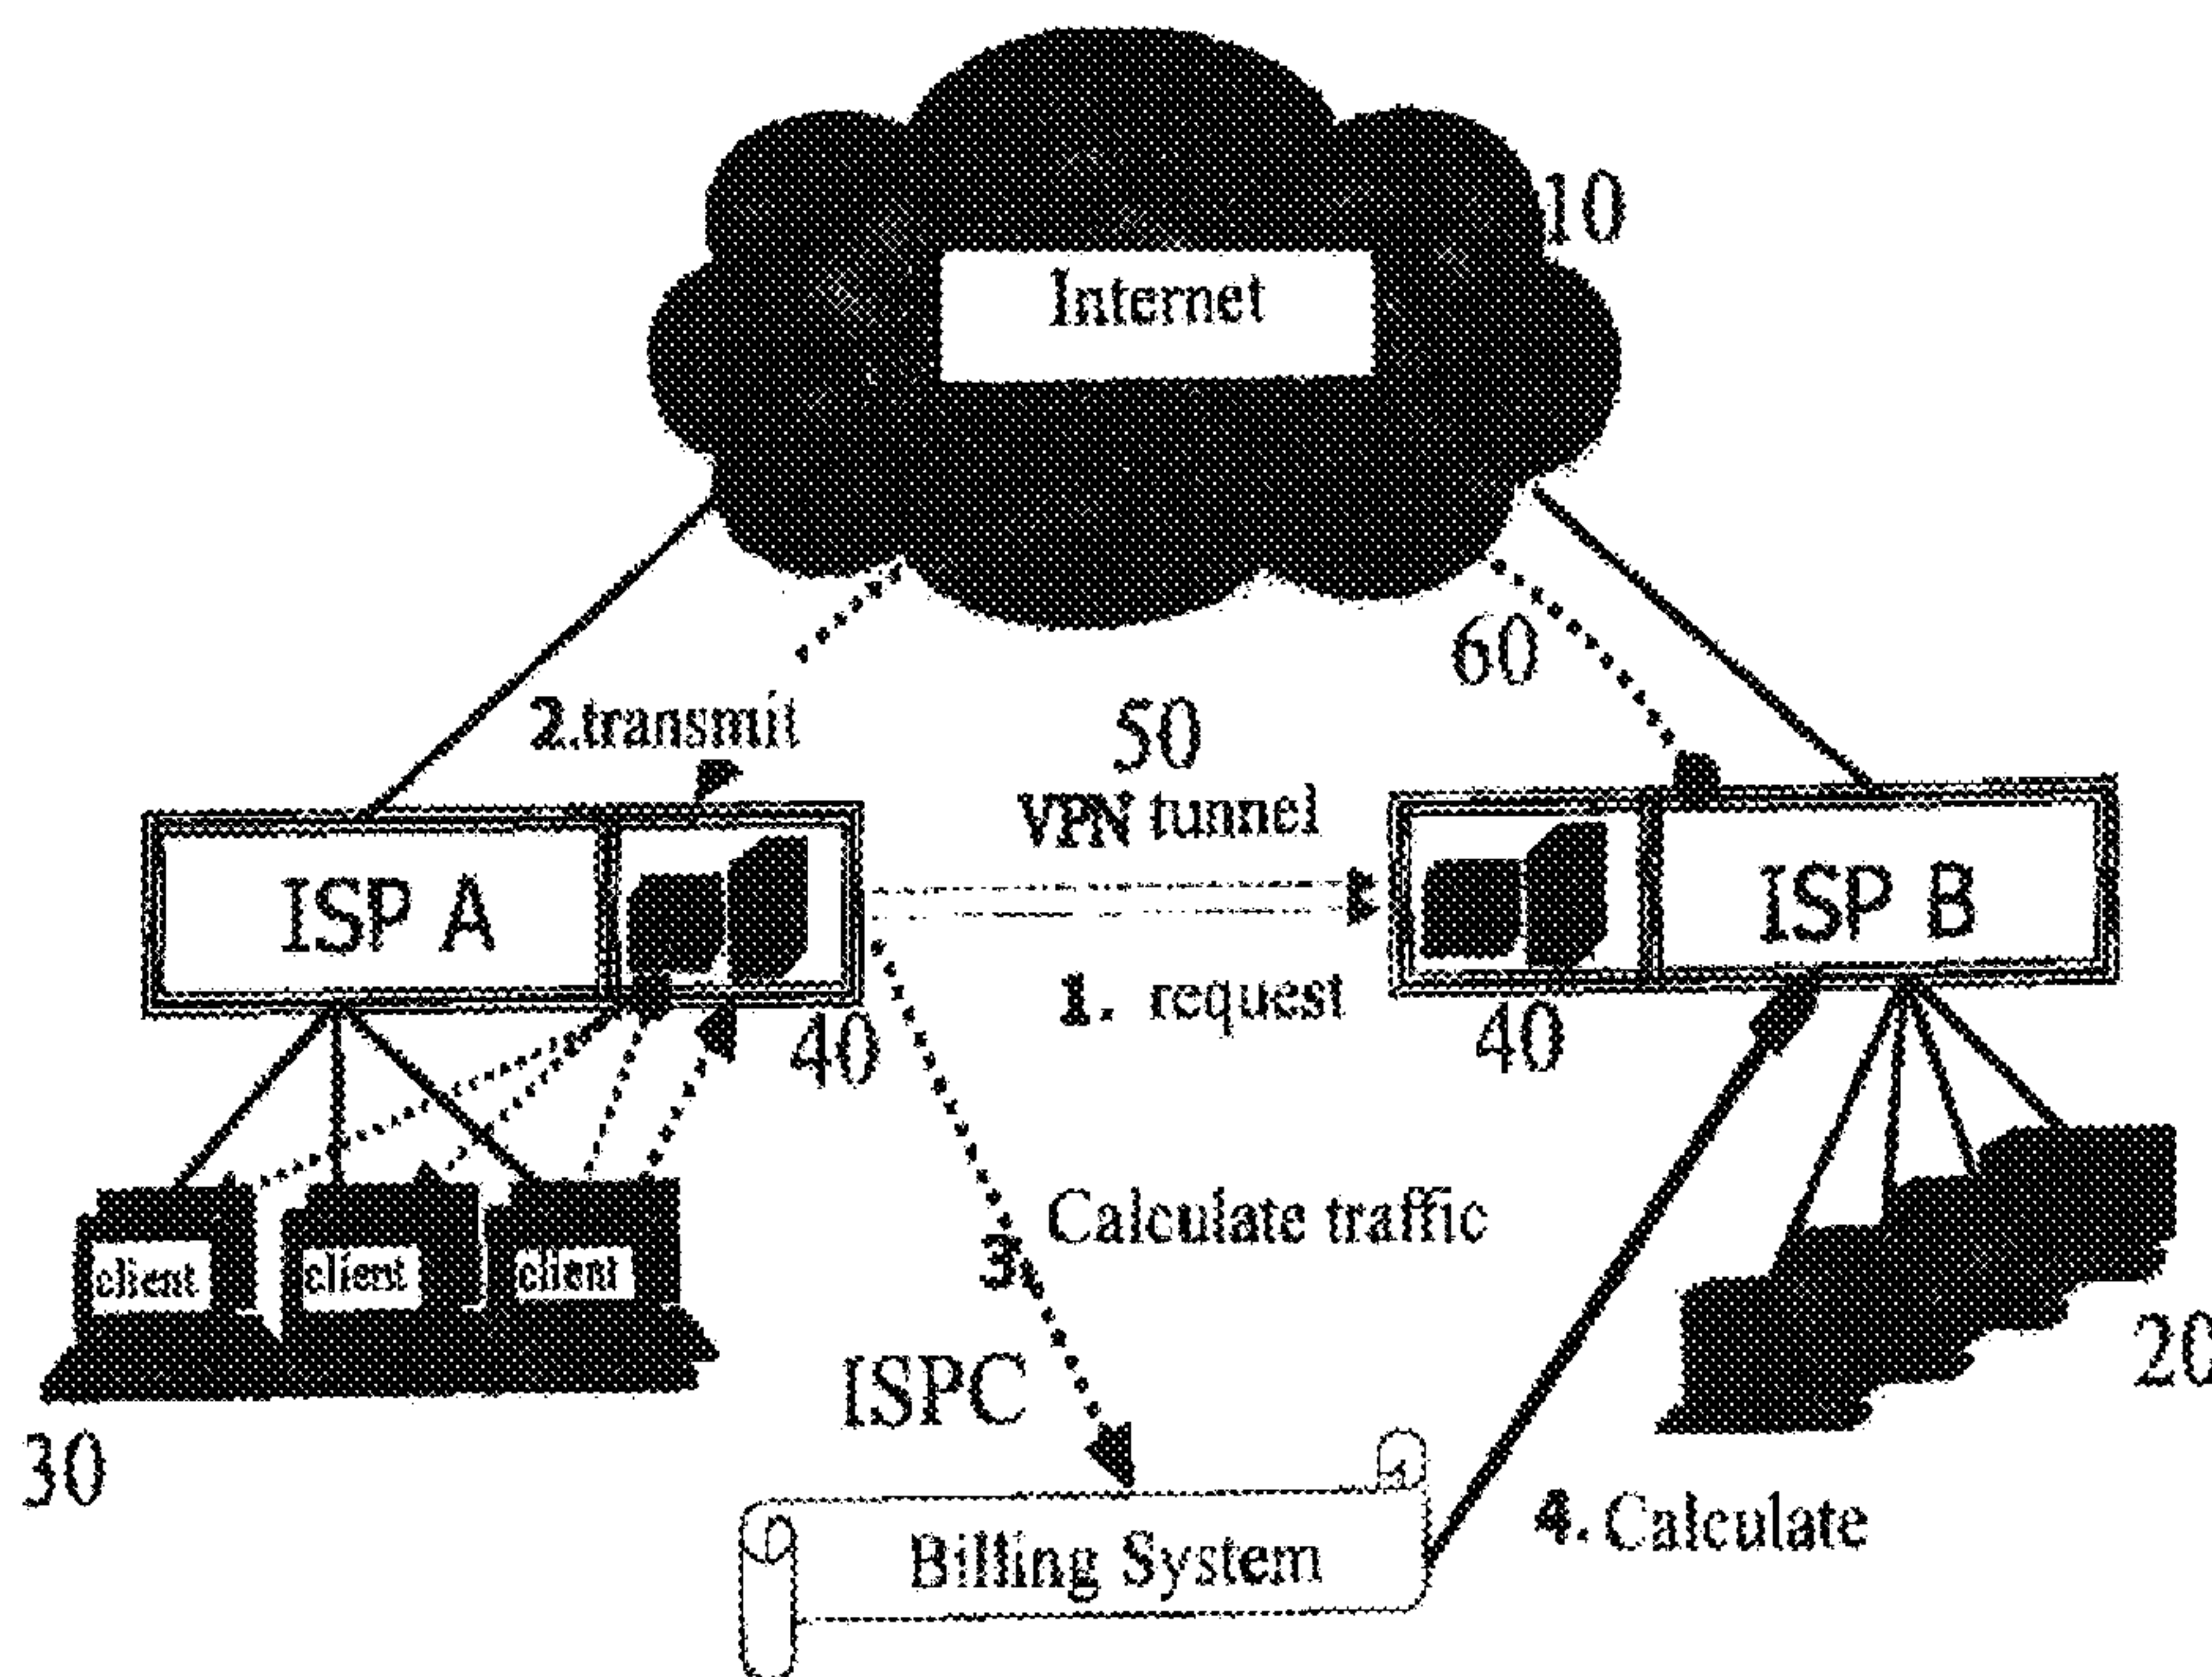 10
Internet
60
2.transmit
50
VPN tunnel
ISP A
ISP B
1. request
40
40
Calculate traffic
3.
client
client
client
20
ISPC
30
4. Calculate
Billing System